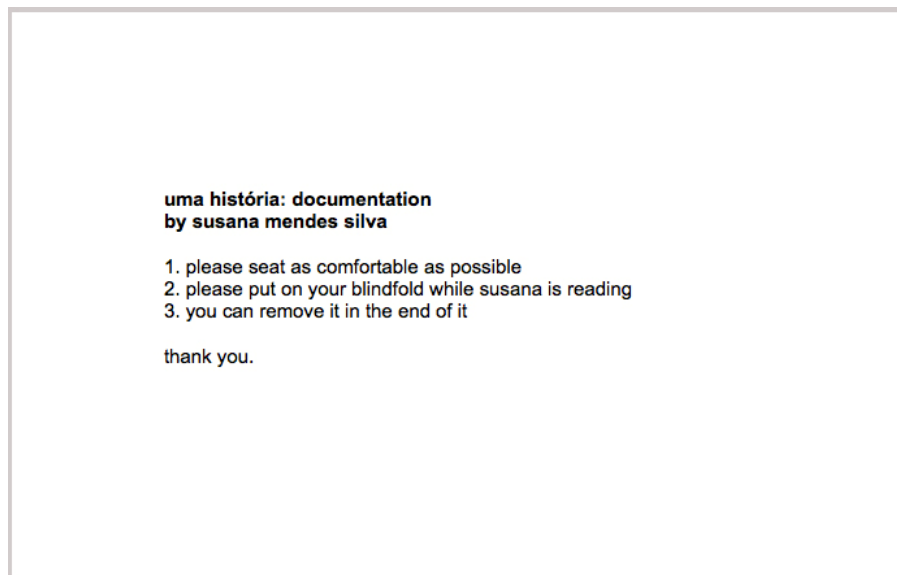 uma história: documentation
by susana mendes silva
1. please seat as comfortable as possible
2. please put on your blindfold while susana is reading
3. you can remove it in the end of it
thank you.